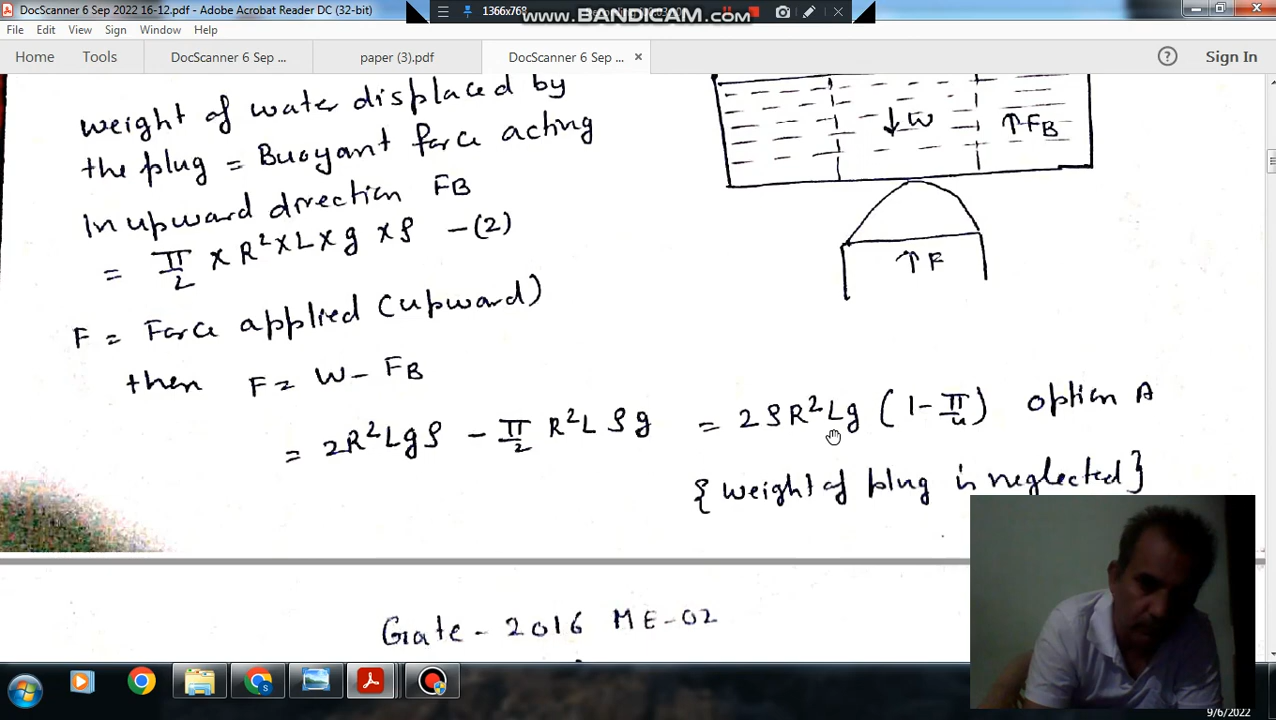 DocScanner 6 Sep 2022 16-12.pdf - Adobe Acrobat Reader DC (32-bit)
1366x768
www.BANDICAM.com
File Edit View Sign Window Help
Home Tools DocScanner 6 Sep ... paper (3).pdf DocScanner 6 Sep ... × Sign In
weight of water displaced by
the plug = Buoyant force acting
In upward direction FB
= π/2 × R² × L × g × ρ - (2)
F = Force applied (upward)
then F = W - FB
= 2R²Lgρ - π/2 R²L ρg = 2ρR²Lg (1 - π/4) option A
{weight of plug is neglected}
↓W ↑FB
↑F
Gate - 2016 ME-02
9/6/2022